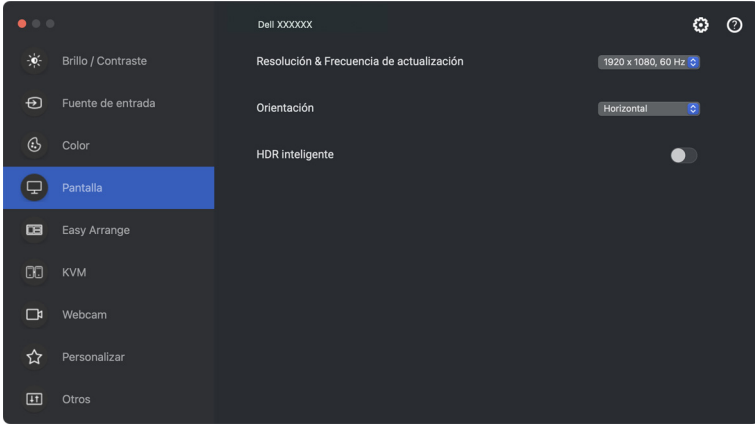 Dell XXXXXX
Brillo / Contraste
Fuente de entrada
Color
Pantalla
Easy Arrange
KVM
Webcam
Personalizar
Otros
Resolución & Frecuencia de actualización
1920 x 1080, 60 Hz
Orientación
Horizontal
HDR inteligente